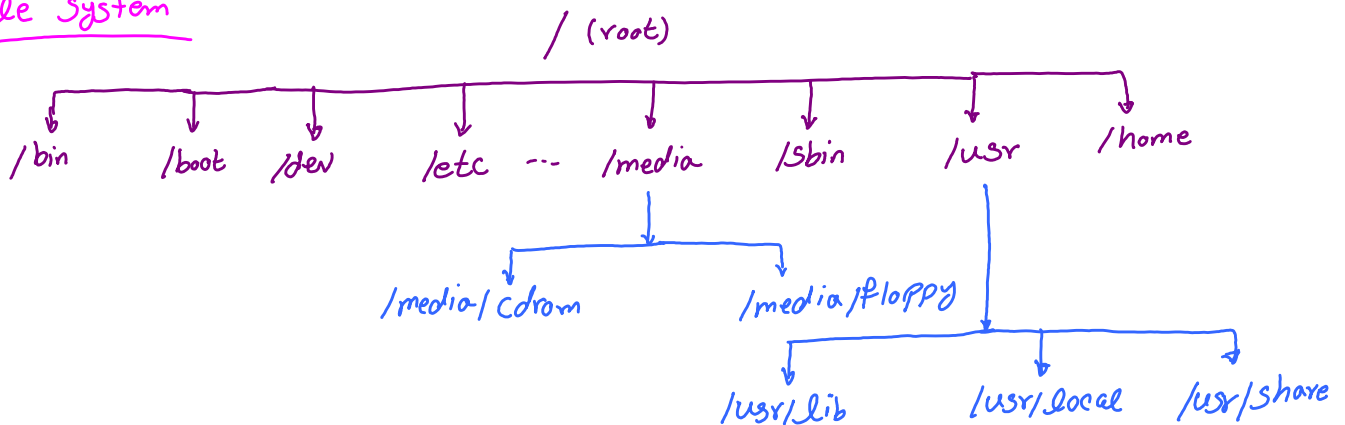 le System
/ (root)
/bin /boot /dev /etc --- /media /sbin /usr /home
/media/cdrom /media/floppy
/usr/lib /usr/local /usr/share